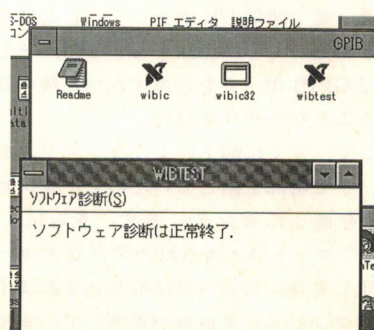 S-DOS Windows PIF エディタ 説明ファイル
コン
GPIB
Readme wibic wibic32 wibtest
WIBTEST
ソフトウェア診断(S)
ソフトウェア診断は正常終了.